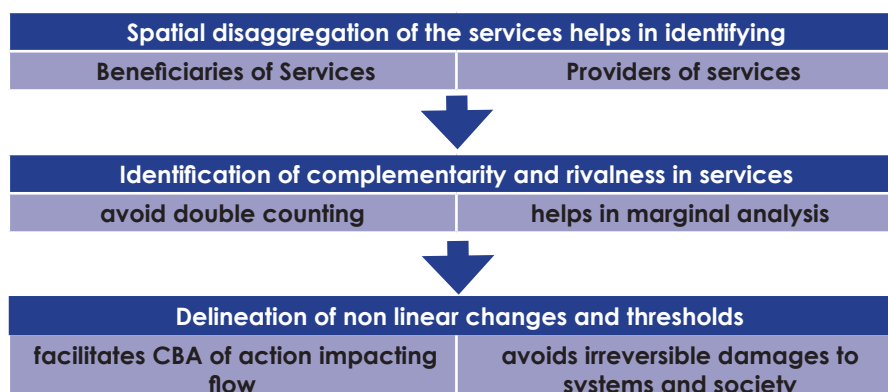 Spatial disaggregation of the services helps in identifying
Beneficiaries of Services
Providers of services
Identification of complementarity and rivalness in services
avoid double counting
helps in marginal analysis
Delineation of non linear changes and thresholds
facilitates CBA of action impacting
flow
avoids irreversible damages to
systems and society